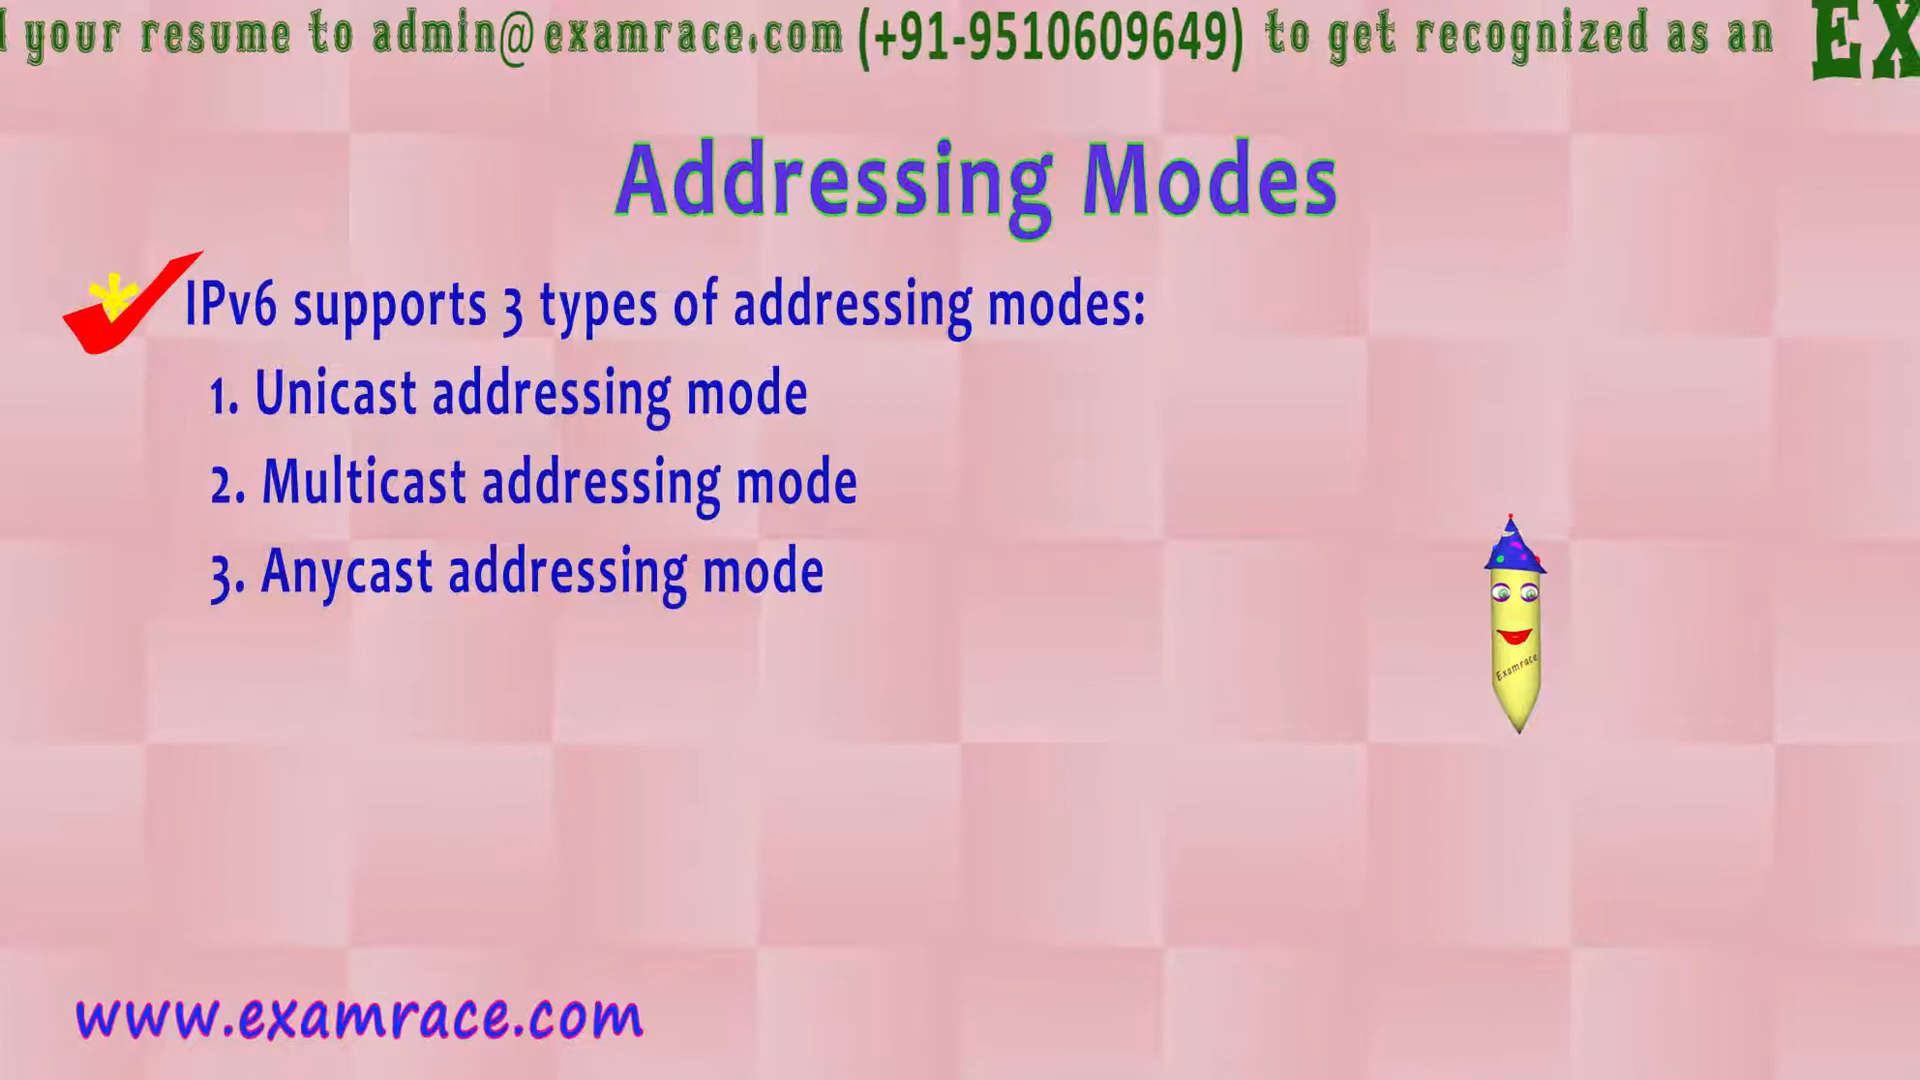 your resume to admin@examrace.com (+91-9510609649) to get recognized as an EX
Addressing Modes
IPv6 supports 3 types of addressing modes:
1. Unicast addressing mode
2. Multicast addressing mode
3. Anycast addressing mode
Examrace
www.examrace.com